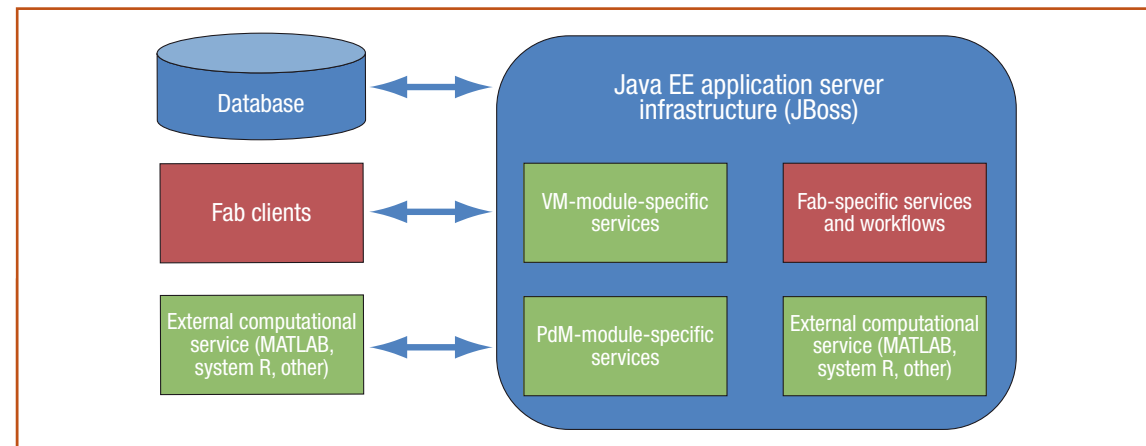 Database
Java EE application server
infrastructure (JBoss)
Fab clients
VM-module-specific
services
Fab-specific services
and workflows
External computational
service (MATLAB,
system R, other)
PdM-module-specific
services
External computational
service (MATLAB,
system R, other)